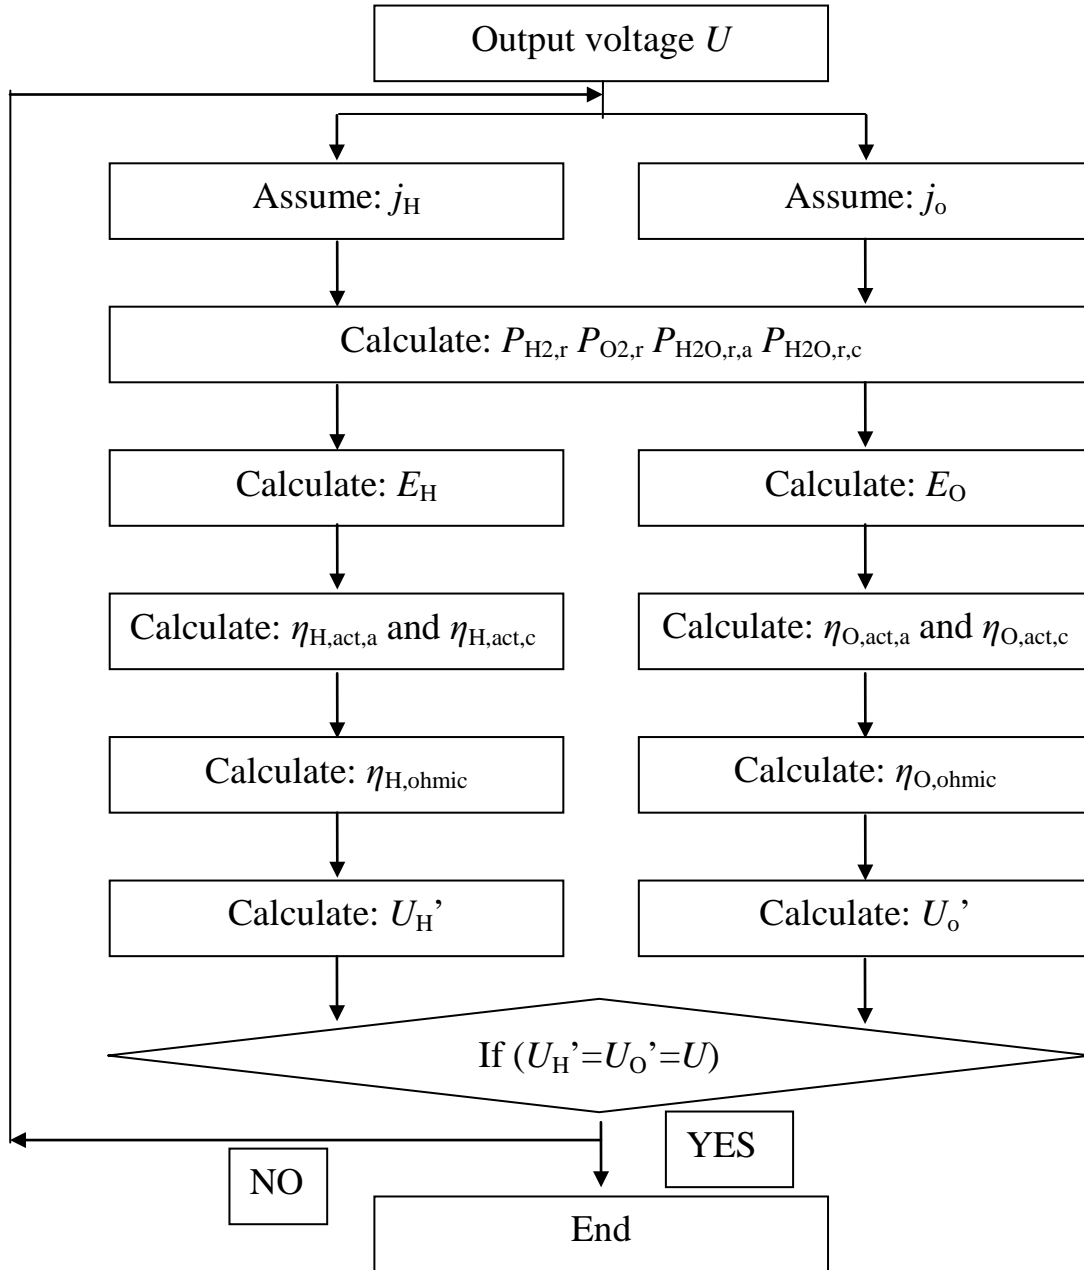 Output voltage U
Assume: jH
Assume: jo
Calculate: PH2,r PO2,r PH2O,r,a PH2O,r,c
Calculate: EH
Calculate: EO
Calculate: ηH,act,a and ηH,act,c
Calculate: ηO,act,a and ηO,act,c
Calculate: ηH,ohmic
Calculate: ηO,ohmic
Calculate: UH’
Calculate: Uo’
If (UH’=UO’=U)
YES
NO
End